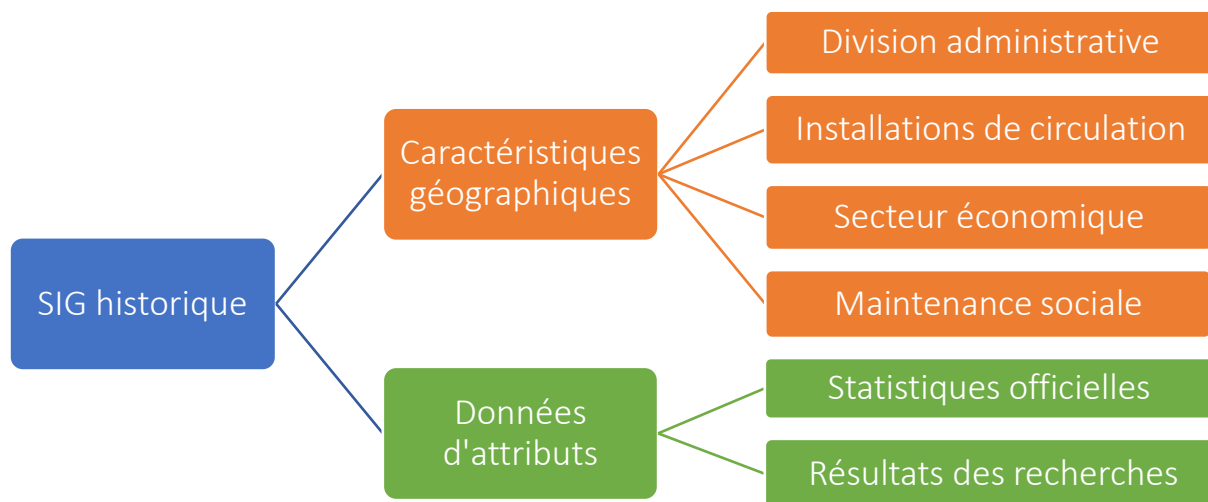 SIG historique
Caractéristiques
géographiques
Division administrative
Installations de circulation
Secteur économique
Maintenance sociale
Données
d'attributs
Statistiques officielles
Résultats des recherches